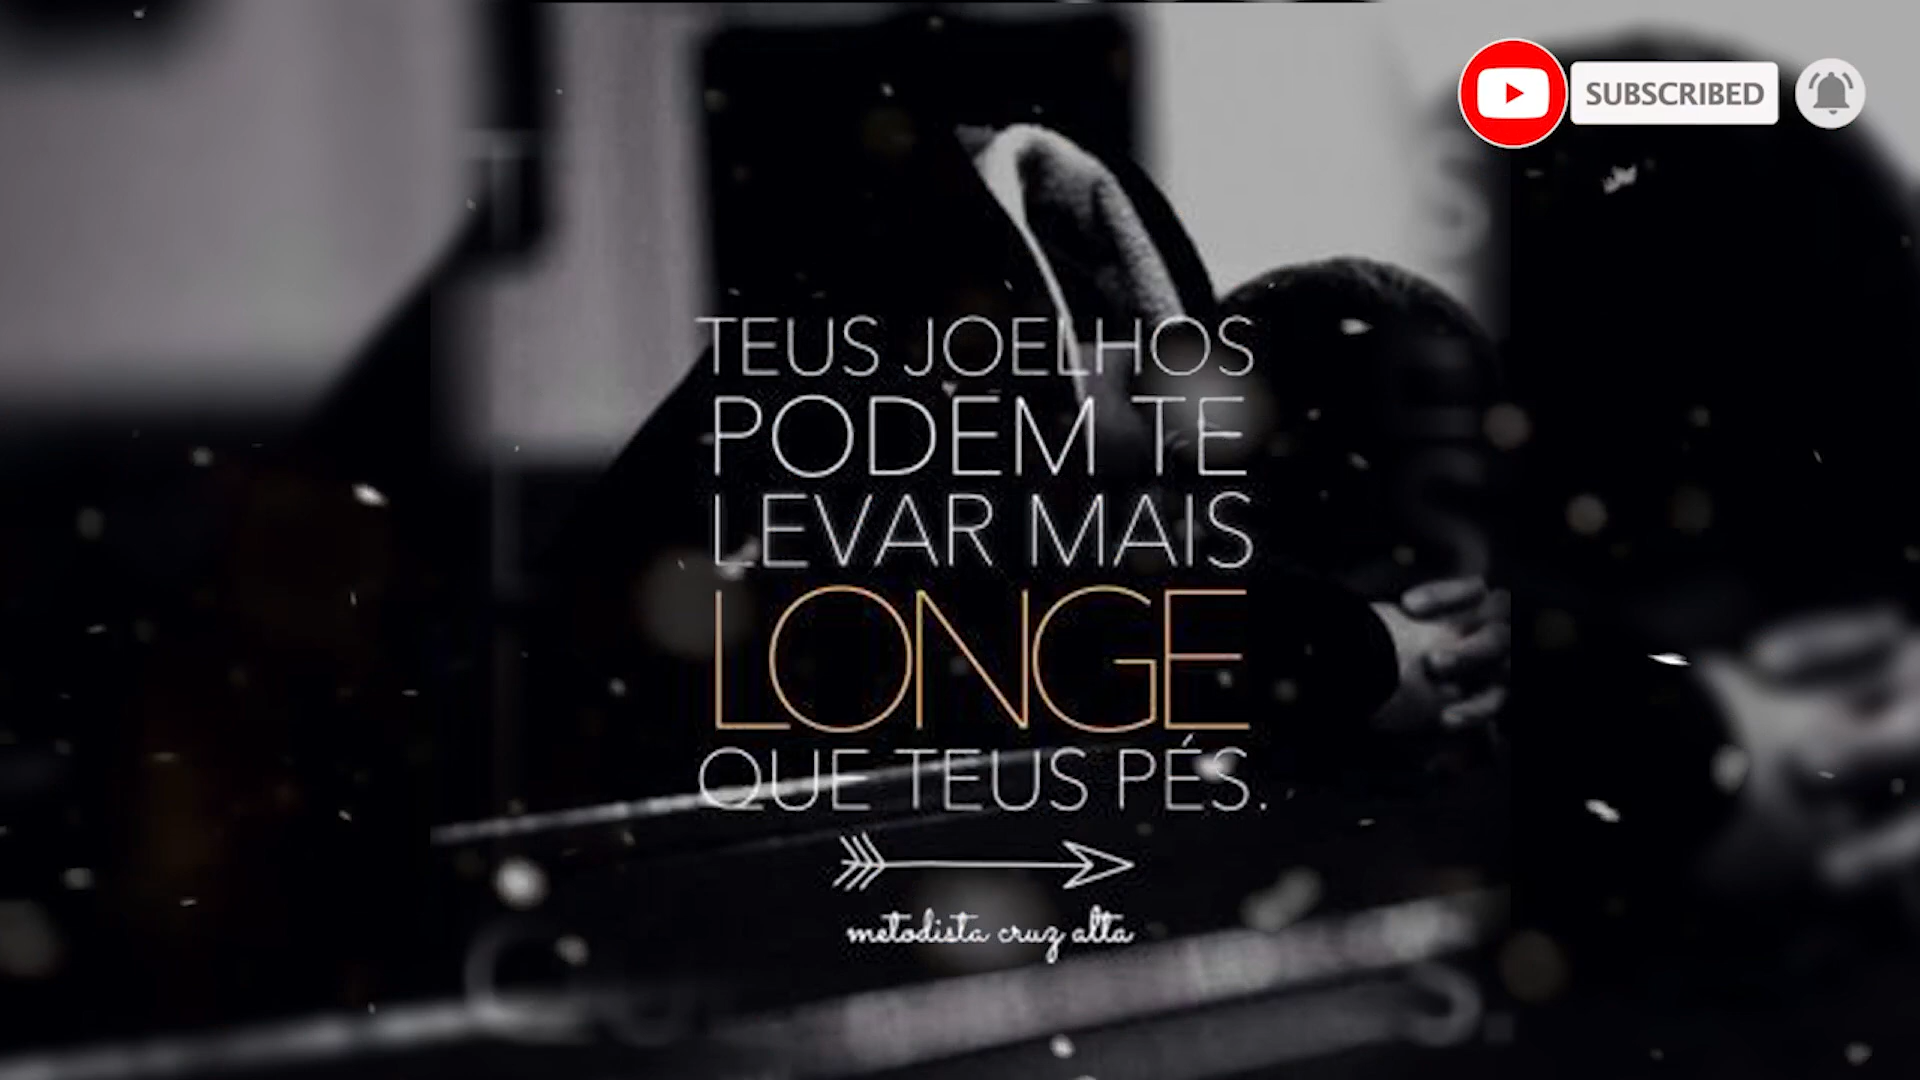 SUBSCRIBED
TEUS JOELHOS
PODEM TE
LEVAR MAIS
LONGE
QUE TEUS PÉS.
metodista cruz alta